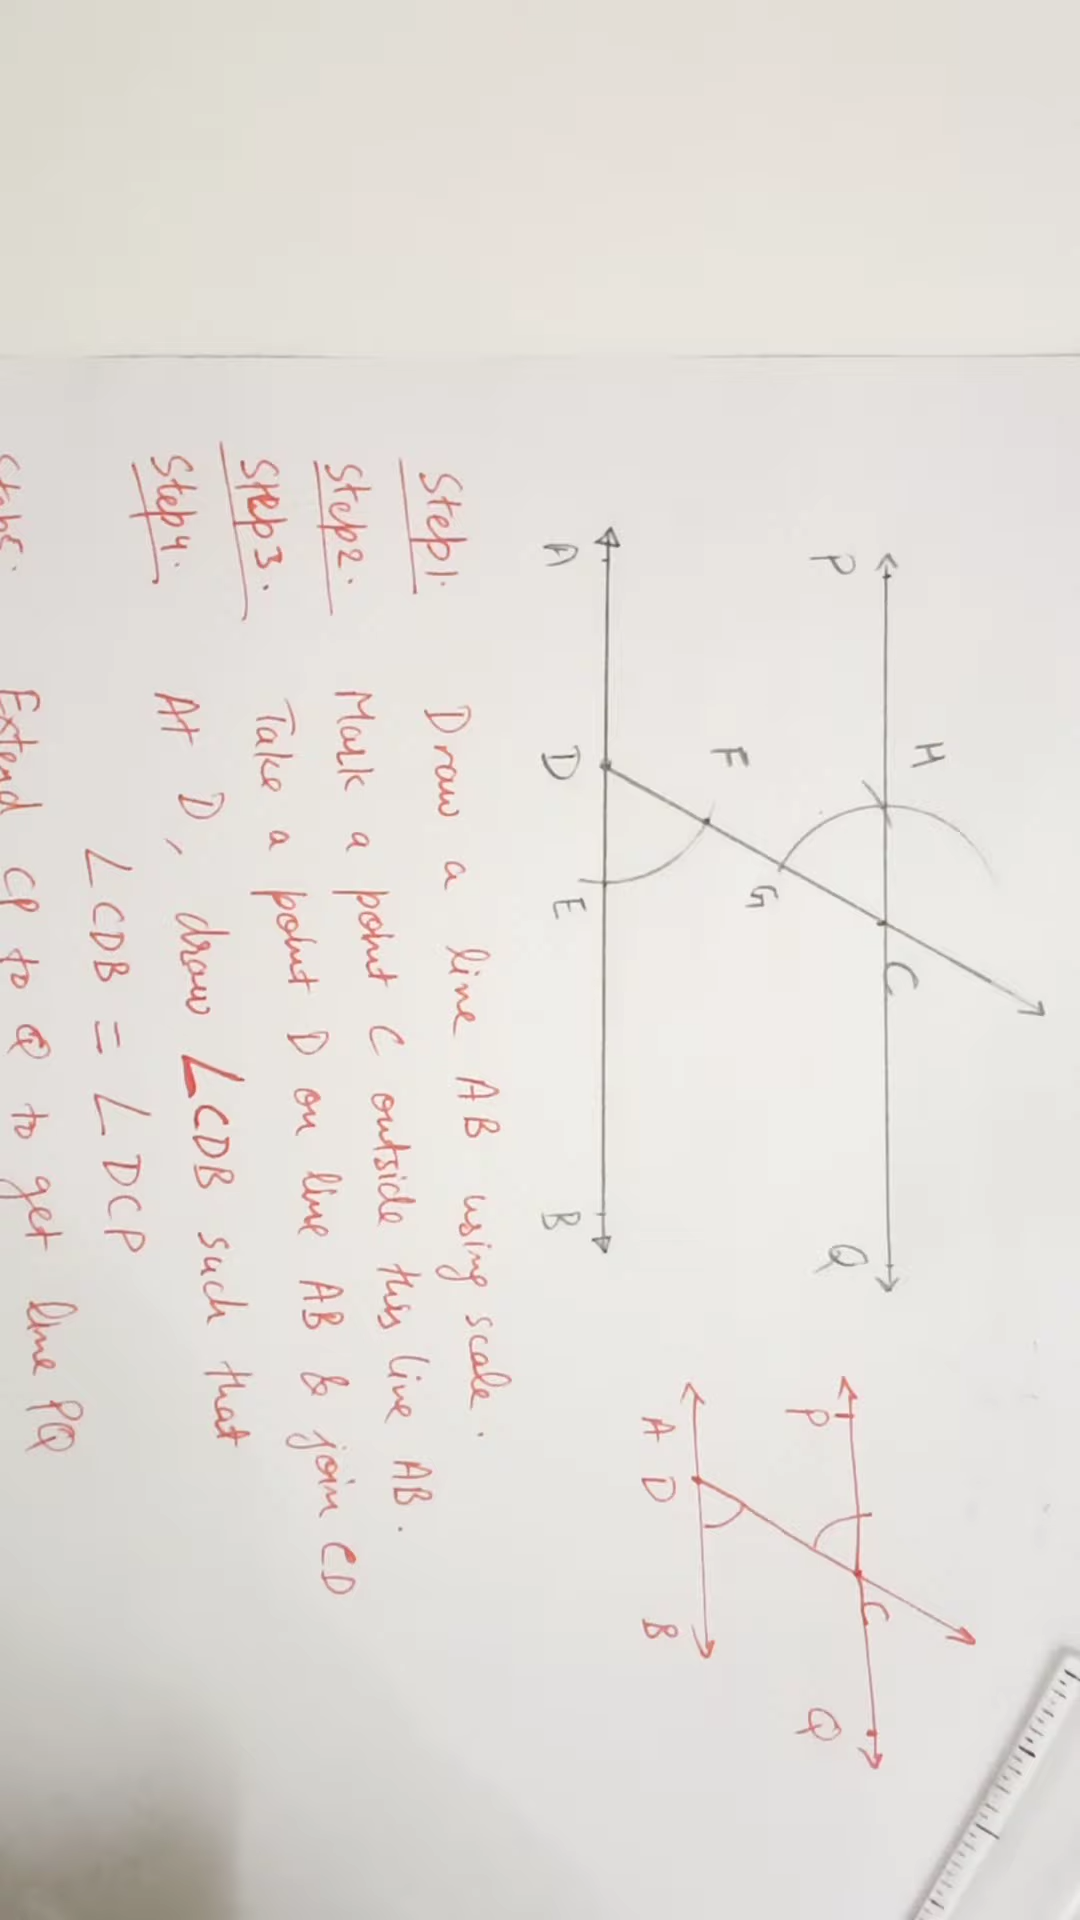 P H C Q
F
G
A D E B
P C Q
A D B
Step1. Draw a line AB using scale.
Step2. Mark a point C outside this line AB.
Step3. Take a point D on line AB & join CD
Step4. At D, draw ∠CDB such that
∠CDB = ∠DCP
Extend CP to Q to get line PQ